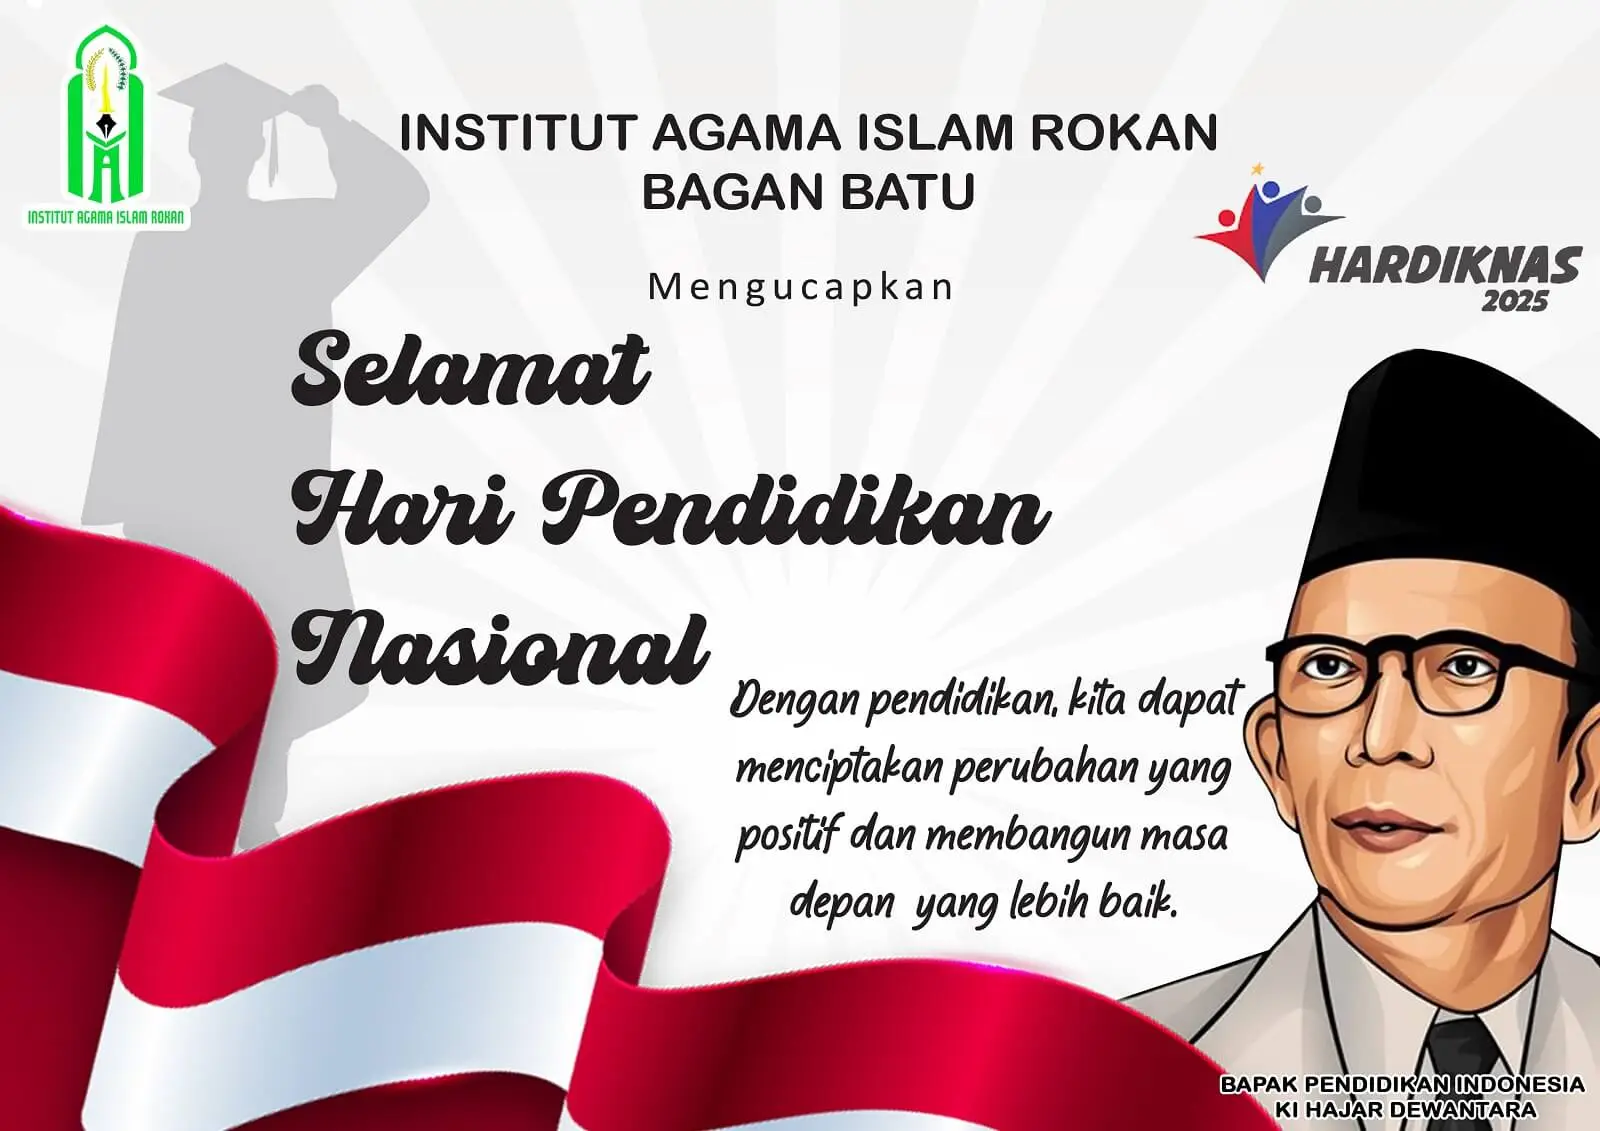 INSTITUT AGAMA ISLAM ROKAN
INSTITUT AGAMA ISLAM ROKAN
BAGAN BATU
HARDIKNAS
2025
Mengucapkan
Selamat
Hari Pendidikan
Nasional
Dengan pendidikan, kita dapat
menciptakan perubahan yang
positif dan membangun masa
depan yang lebih baik.
BAPAK PENDIDIKAN INDONESIA
KI HAJAR DEWANTARA